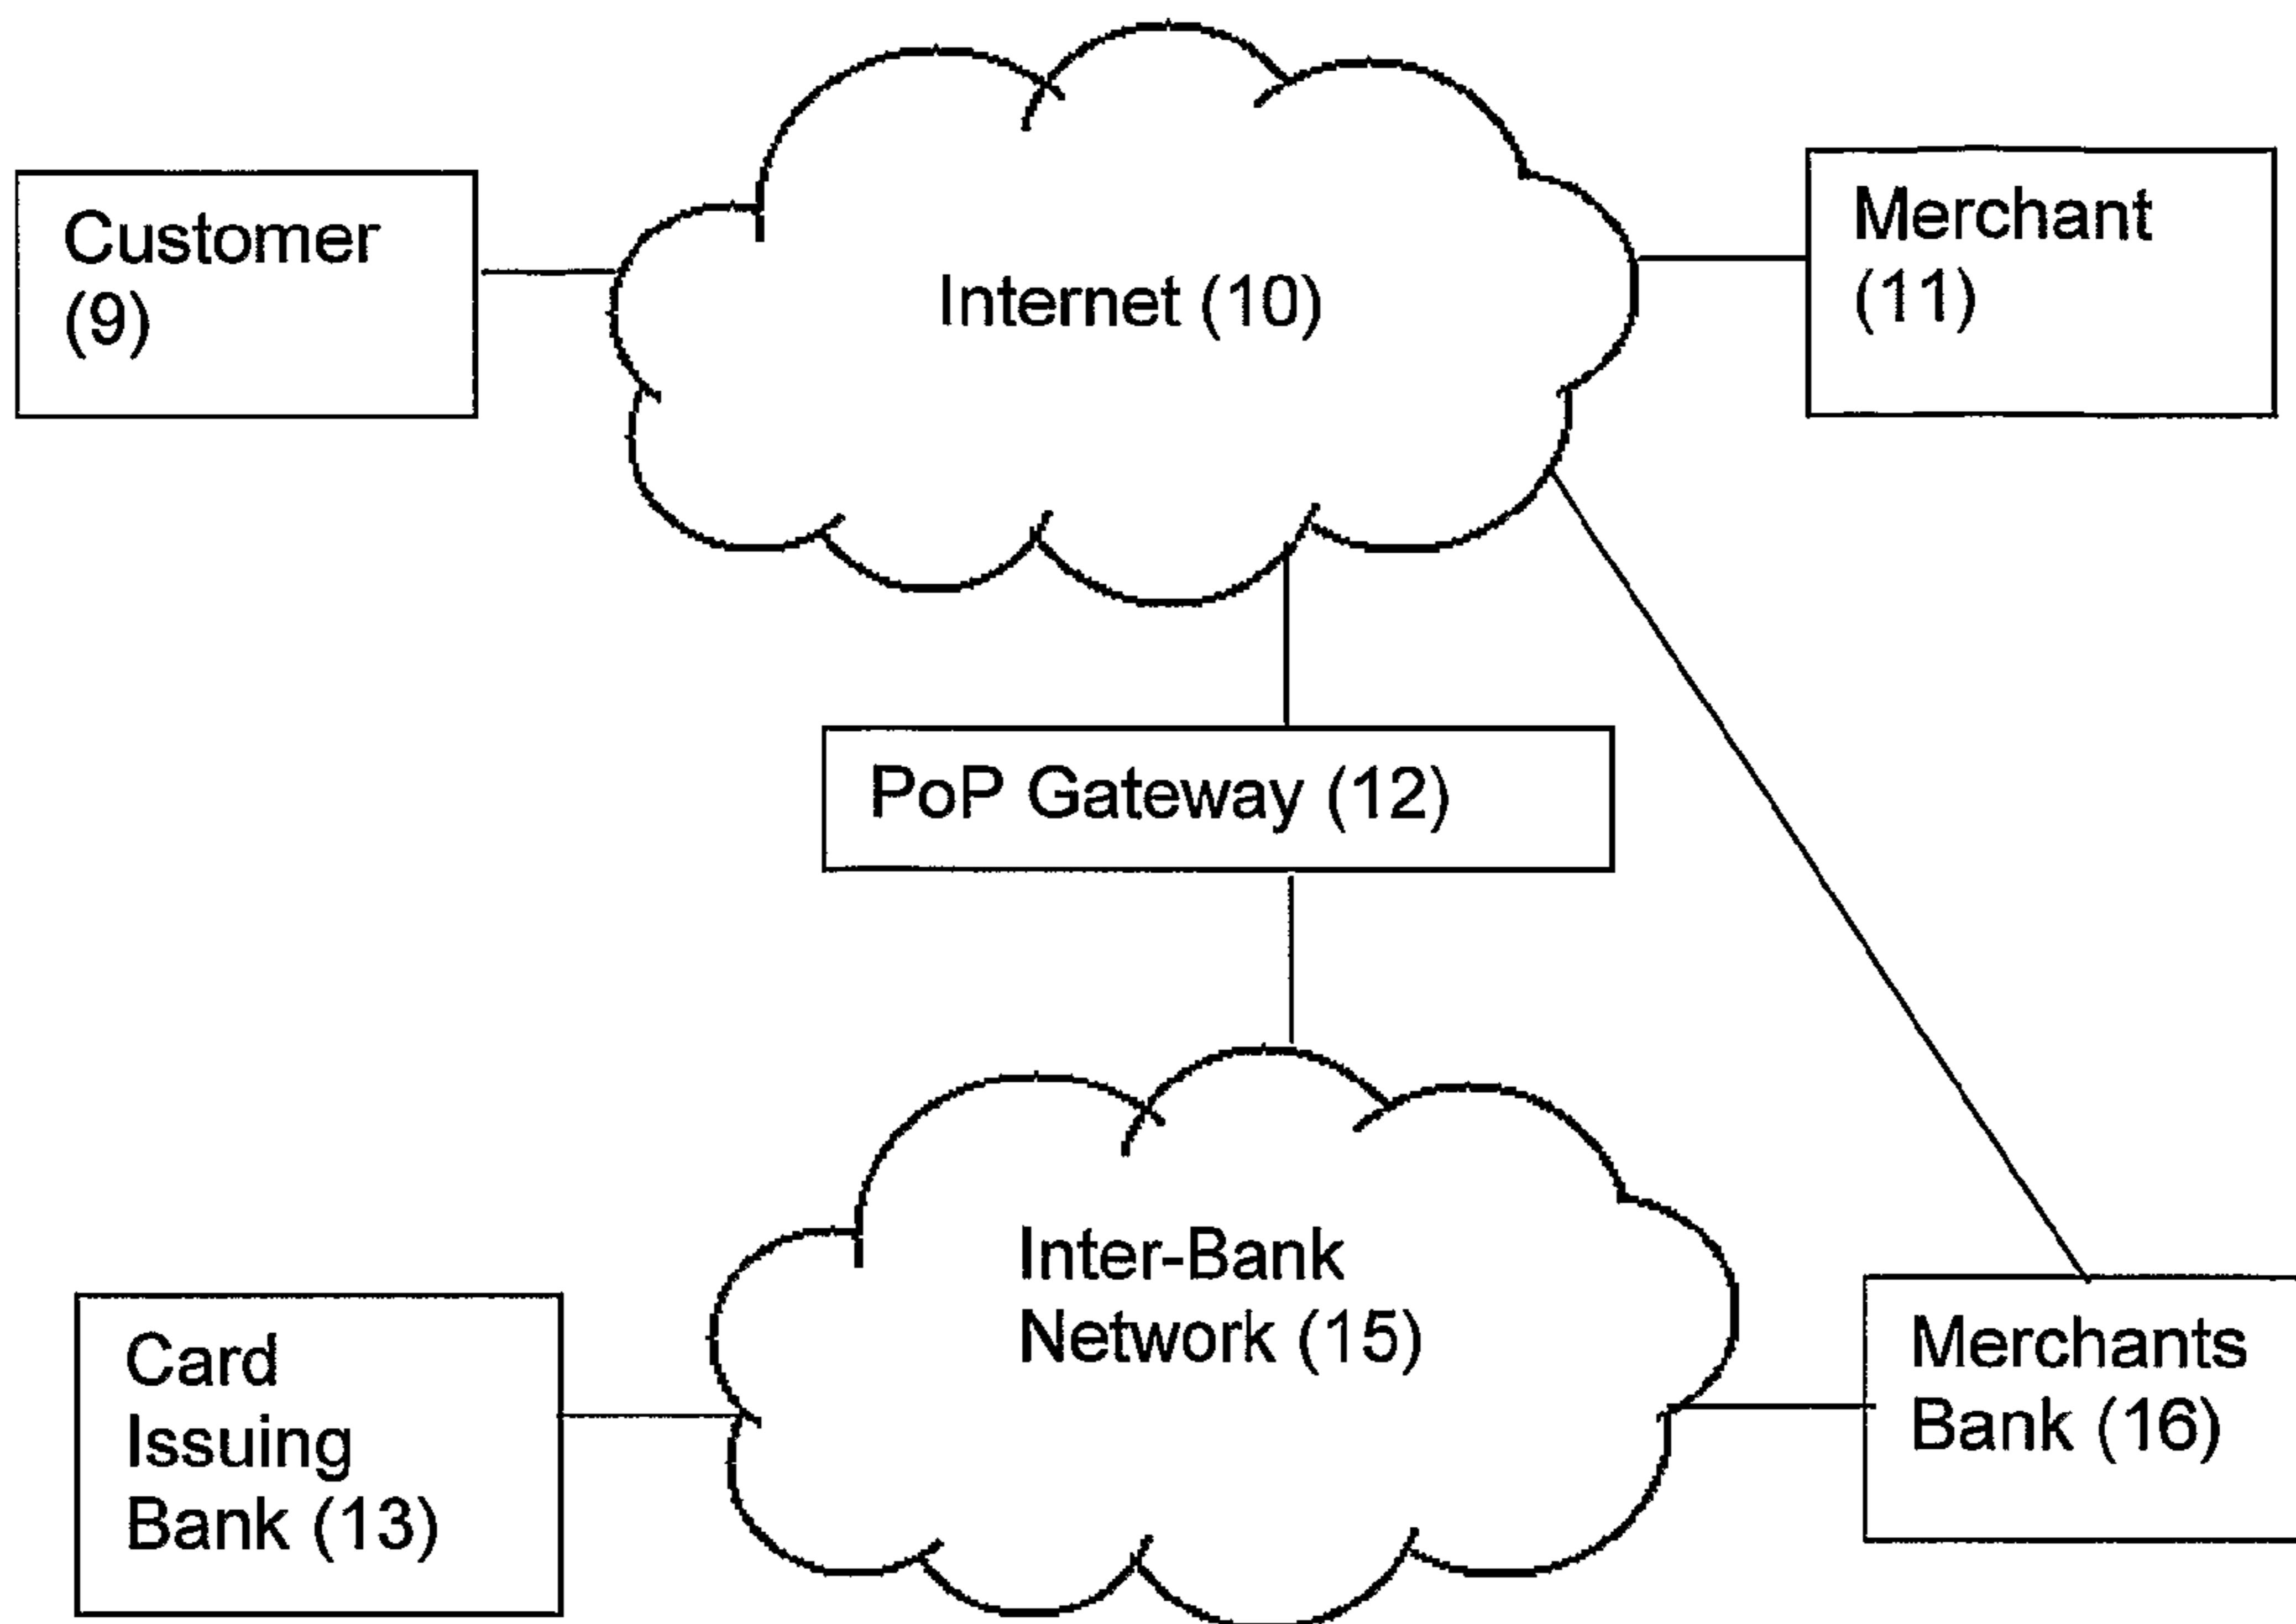 Customer
(9)
Internet (10)
Merchant
(11)
PoP Gateway (12)
Inter-Bank
Network (15)
Card
Issuing
Bank (13)
Merchants
Bank (16)